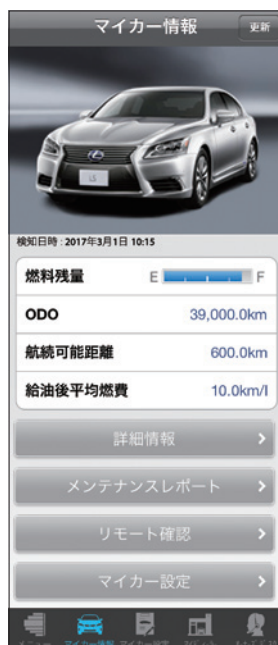 マイカー情報 更新
LS
検知日時 : 2017年3月1日 10:15
燃料残量 E F
ODO 39,000.0km
航続可能距離 600.0km
給油後平均燃費 10.0km/l
詳細情報
メンテナンスレポート
リモート確認
マイカー設定
メニュー マイカー情報